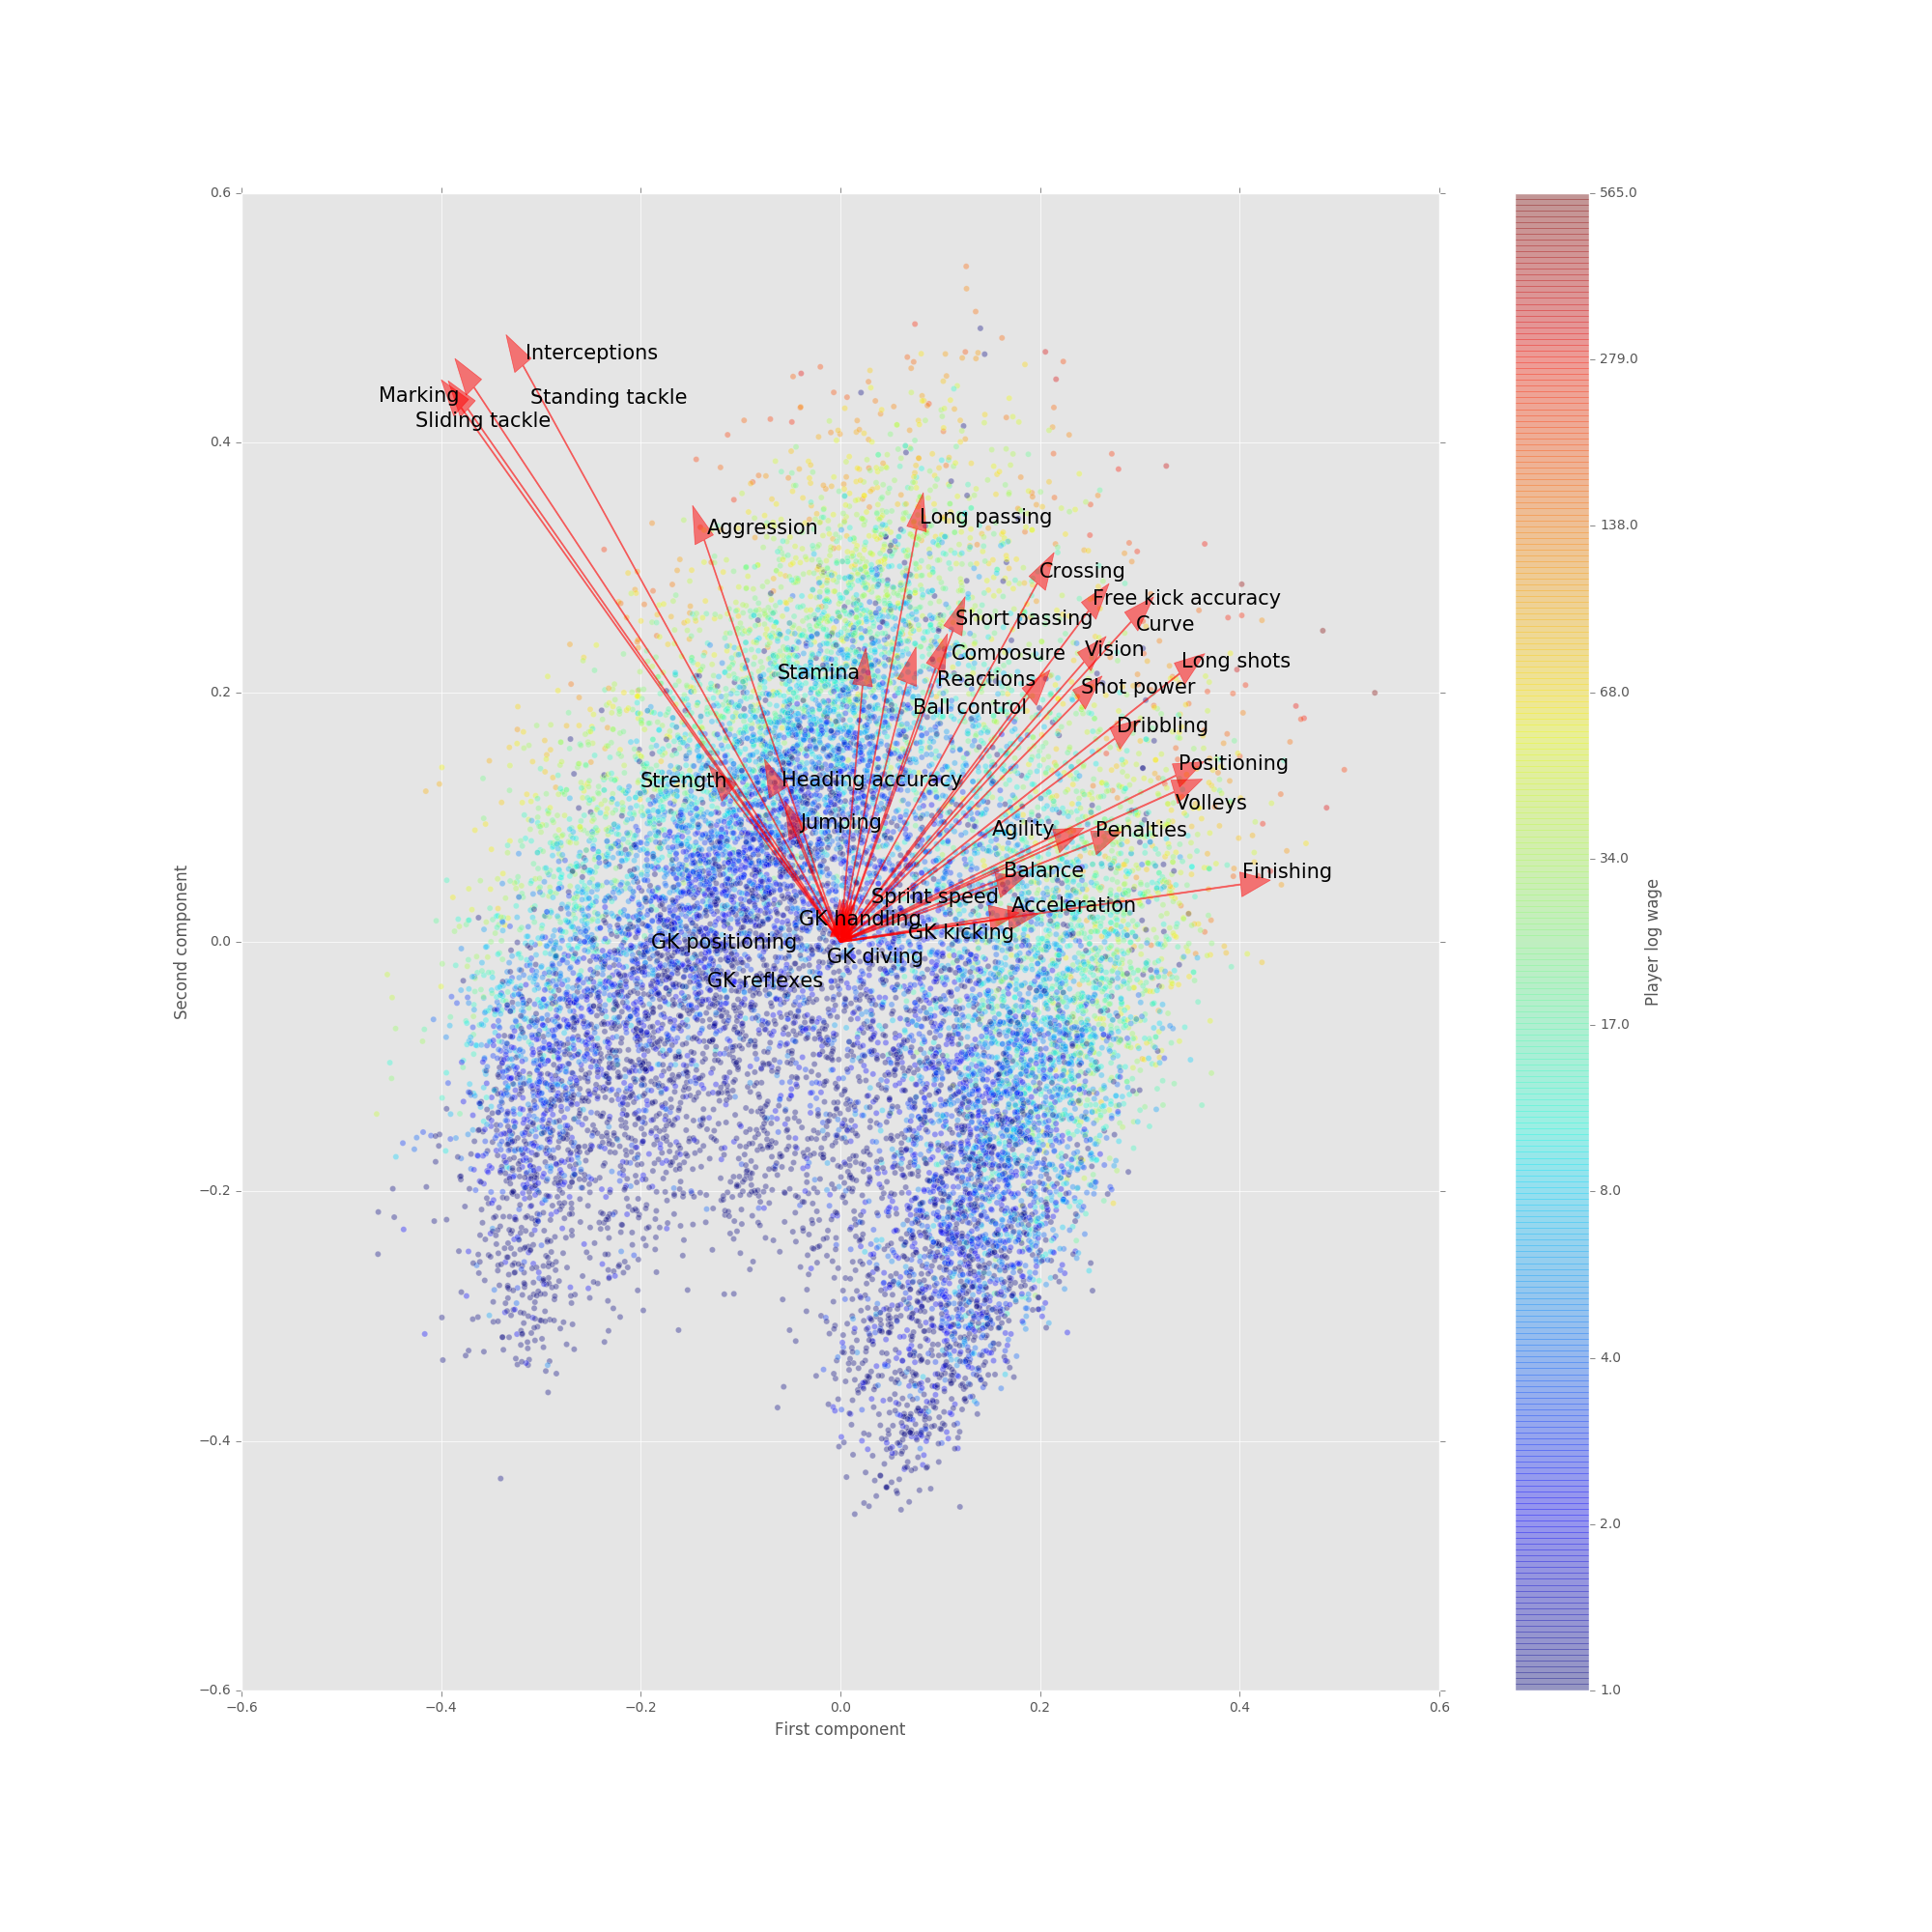 0.6
0.4
0.2
0.0
−0.2
−0.4
−0.6
Second component
Interceptions
Marking
Standing tackle
Sliding tackle
Aggression
Long passing
Crossing
Free kick accuracy
Short passing
Curve
Composure
Vision
Long shots
Stamina
Reactions
Shot power
Ball control
Dribbling
Positioning
Strength
Heading accuracy
Volleys
Jumping
Agility
Penalties
Balance
Finishing
Sprint speed
Acceleration
GK handling
GK kicking
GK positioning
GK diving
GK reflexes
−0.6
−0.4
−0.2
0.0
0.2
0.4
0.6
First component
565.0
279.0
138.0
68.0
34.0
17.0
8.0
4.0
2.0
1.0
Player log wage